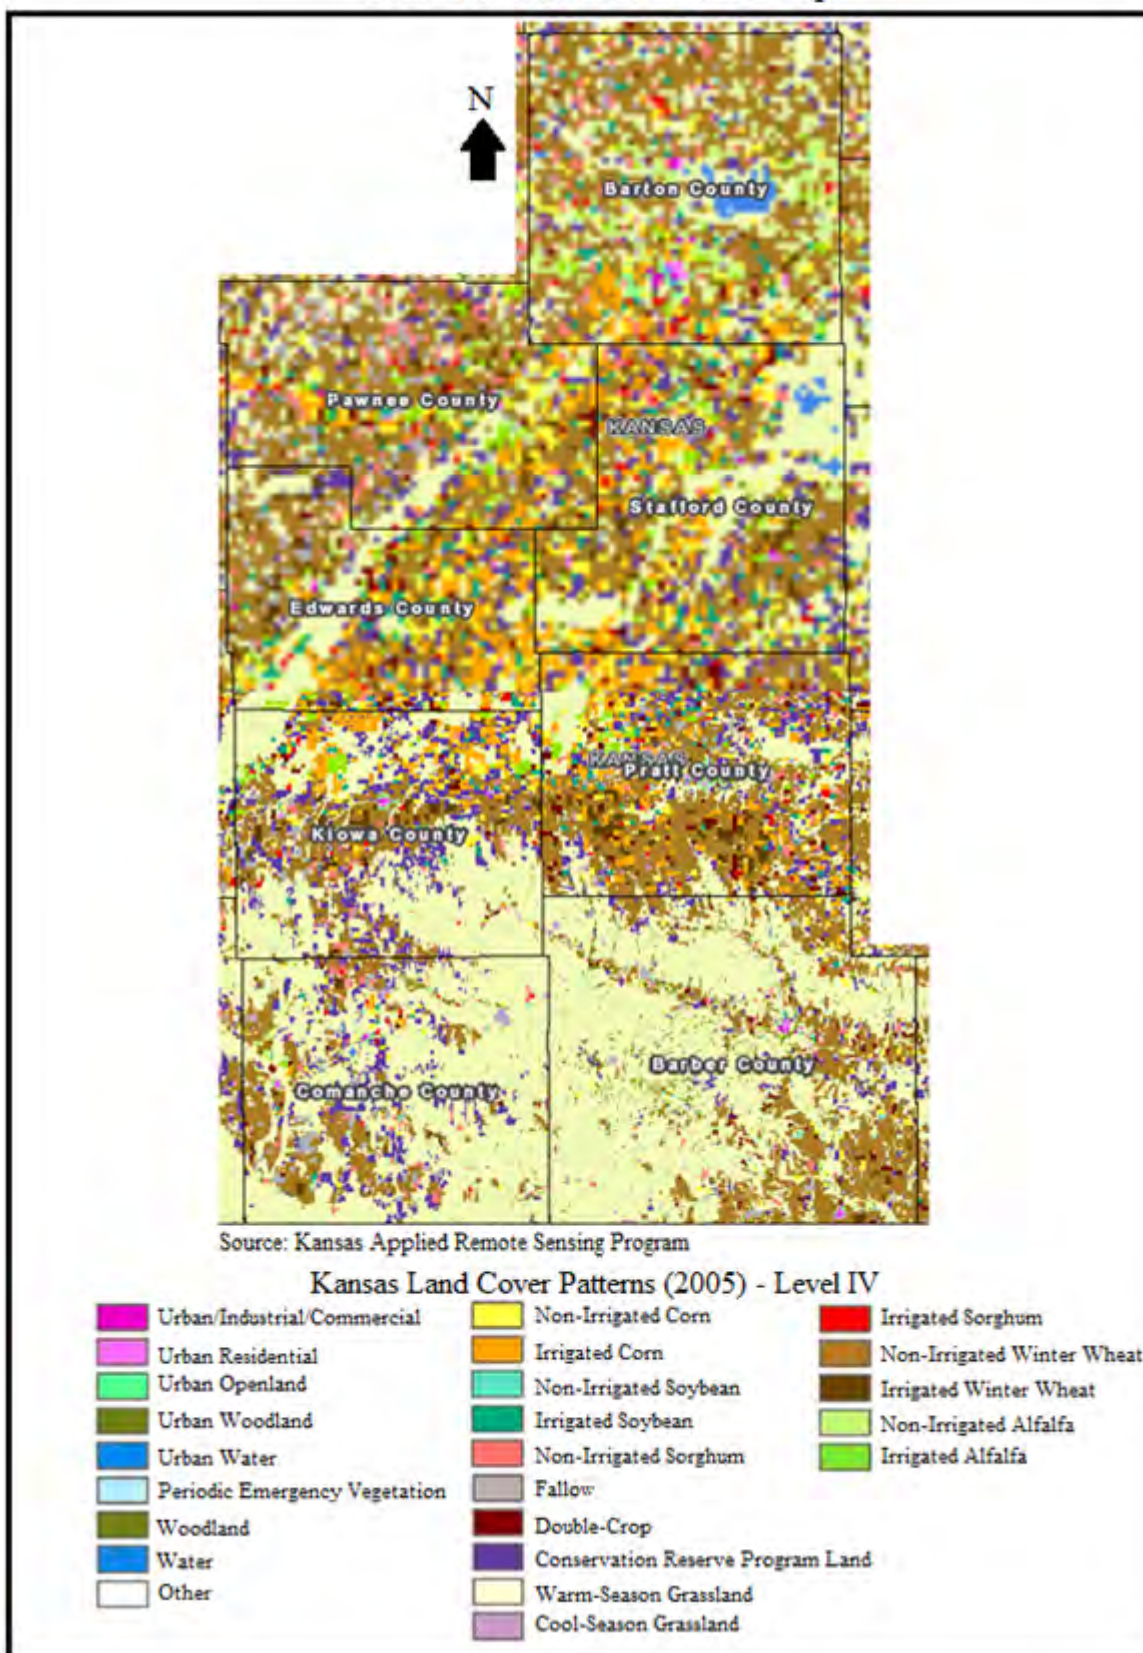 N
Barton County
Pawnee County
KANSAS
Stafford County
Edwards County
KANSAS
Pratt County
Kiowa County
Barber County
Comanche County
Source: Kansas Applied Remote Sensing Program
Kansas Land Cover Patterns (2005) - Level IV
Urban/Industrial/Commercial
Urban Residential
Urban Openland
Urban Woodland
Urban Water
Periodic Emergency Vegetation
Woodland
Water
Other
Non-Irrigated Corn
Irrigated Corn
Non-Irrigated Soybean
Irrigated Soybean
Non-Irrigated Sorghum
Fallow
Double-Crop
Conservation Reserve Program Land
Warm-Season Grassland
Cool-Season Grassland
Irrigated Sorghum
Non-Irrigated Winter Wheat
Irrigated Winter Wheat
Non-Irrigated Alfalfa
Irrigated Alfalfa